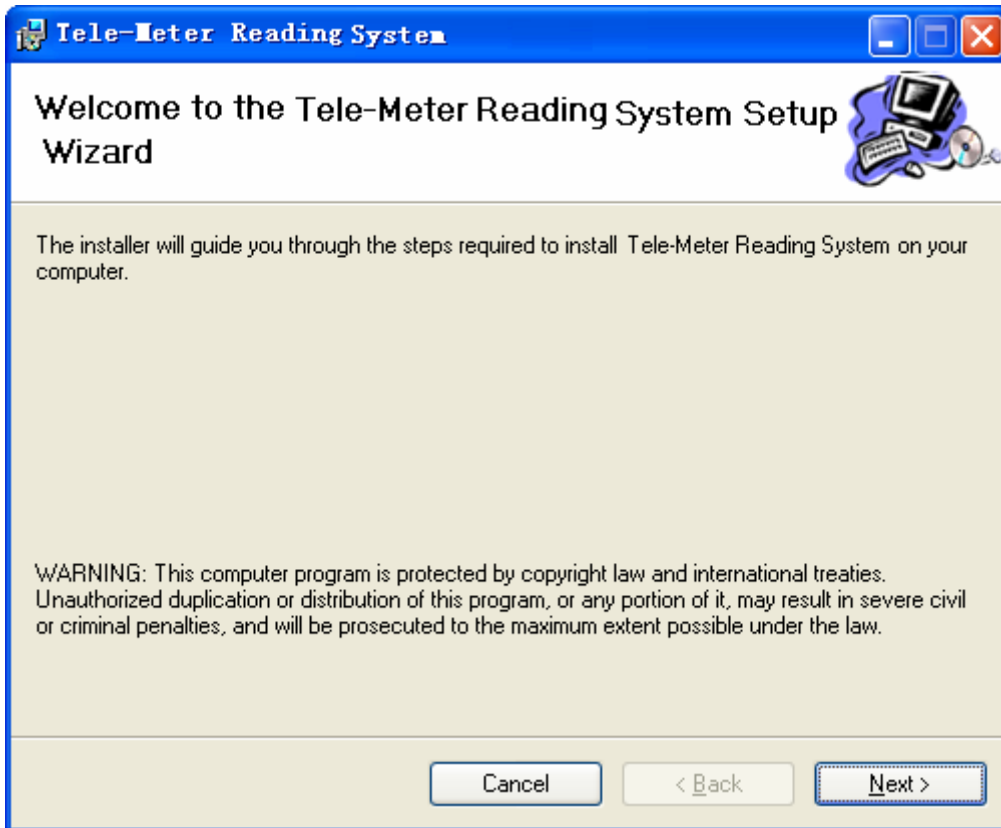 Tele-Meter Reading System
Welcome to the Tele-Meter Reading System Setup
Wizard
The installer will guide you through the steps required to install Tele-Meter Reading System on your
computer.
WARNING: This computer program is protected by copyright law and international treaties.
Unauthorized duplication or distribution of this program, or any portion of it, may result in severe civil
or criminal penalties, and will be prosecuted to the maximum extent possible under the law.
Cancel < Back Next >